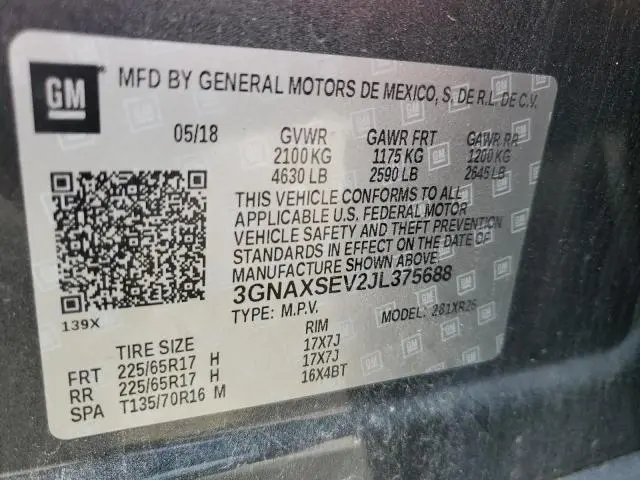 GM
MFD BY GENERAL MOTORS DE MEXICO, S. DE R.L. DE C.V.
05/18 GVWR GAWR FRT GAWR RR
2100 KG 1175 KG 1200 KG
4630 LB 2590 LB 2645 LB
THIS VEHICLE CONFORMS TO ALL
APPLICABLE U.S. FEDERAL MOTOR
VEHICLE SAFETY AND THEFT PREVENTION
STANDARDS IN EFFECT ON THE DATE OF
MANUFACTURE SHOWN ABOVE.
3GNAXSEV2JL375688
TYPE: M.P.V. MODEL: 281XR26
139X
TIRE SIZE RIM
FRT 225/65R17 H 17X7J
RR 225/65R17 H 17X7J
SPA T135/70R16 M 16X4BT